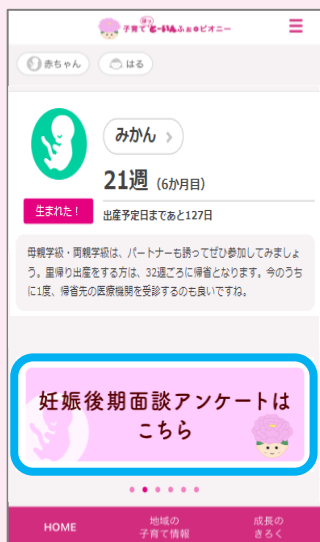 子育て ほっと
と〜いん ふぉ@ピオニー
赤ちゃん
はる
みかん
21週 (6か月目)
生まれた！
出産予定日まであと127日
母親学級・両親学級は、パートナーも誘ってぜひ参加してみましょ
う。里帰り出産をする方は、32週ごろに帰省となります。今のうち
に1度、帰省先の医療機関を受診するのも良いですね。
妊娠後期面談アンケートは
こちら
HOME
地域の
子育て情報
成長の
きろく